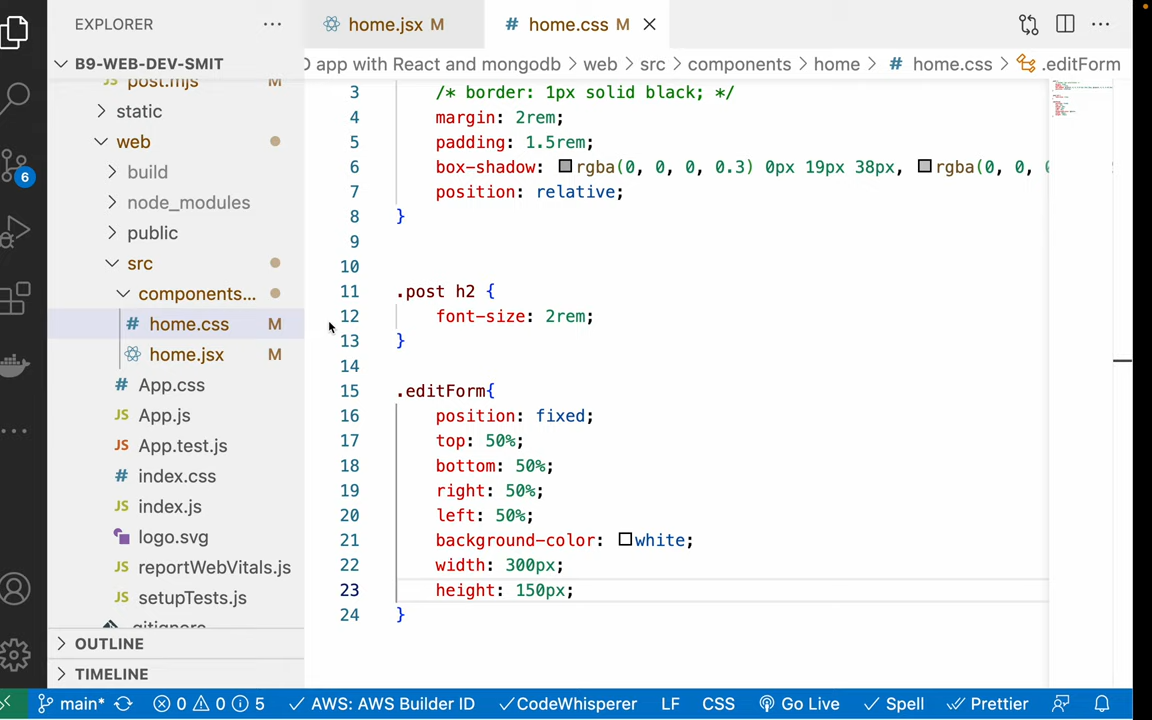 EXPLORER
home.jsx M
home.css M
B9-WEB-DEV-SMIT
app with React and mongodb > web > src > components > home > # home.css > .editForm
post.mjs M
static
web
build
node_modules
public
src
components...
home.css M
home.jsx M
App.css
App.js
App.test.js
index.css
index.js
logo.svg
reportWebVitals.js
setupTests.js
.gitignore
OUTLINE
TIMELINE
3 /* border: 1px solid black; */
4 margin: 2rem;
5 padding: 1.5rem;
6 box-shadow: rgba(0, 0, 0, 0.3) 0px 19px 38px, rgba(0, 0,
7 position: relative;
8 }
9
10
11 .post h2 {
12 font-size: 2rem;
13 }
14
15 .editForm{
16 position: fixed;
17 top: 50%;
18 bottom: 50%;
19 right: 50%;
20 left: 50%;
21 background-color: white;
22 width: 300px;
23 height: 150px;
24 }
6
main* 0 0 5 AWS: AWS Builder ID CodeWhisperer LF CSS Go Live Spell Prettier